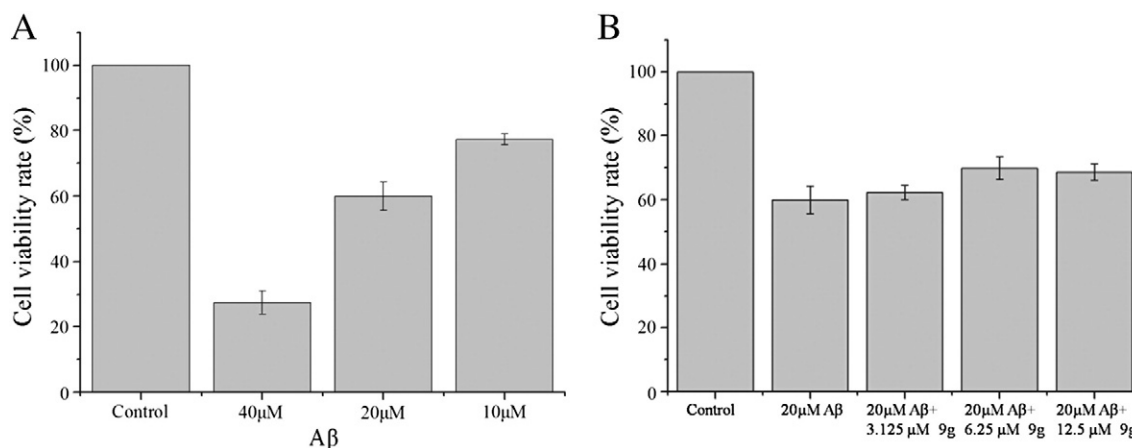 A
Cell viability rate (%)
100
80
60
40
20
0
Control
40μM
20μM
10μM
Aβ
B
Cell viability rate (%)
100
80
60
40
20
0
Control
20μM Aβ
20μM Aβ+
3.125 μM 9g
20μM Aβ+
6.25 μM 9g
20μM Aβ+
12.5 μM 9g